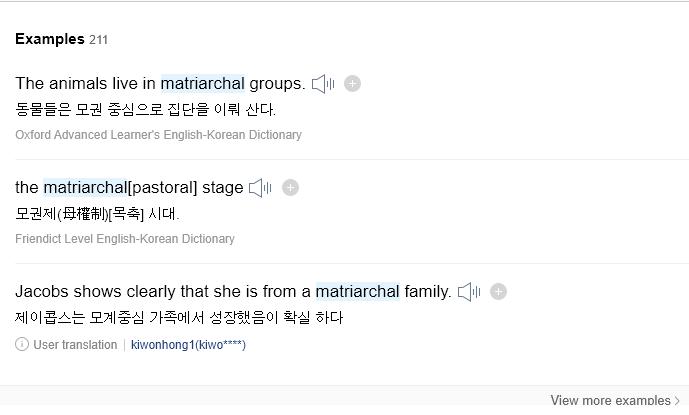 Examples 211
The animals live in matriarchal groups.
동물들은 모권 중심으로 집단을 이뤄 산다.
Oxford Advanced Learner's English-Korean Dictionary
the matriarchal[pastoral] stage
모권제(母權制)[목축] 시대.
Friendict Level English-Korean Dictionary
Jacobs shows clearly that she is from a matriarchal family.
제이콥스는 모계중심 가족에서 성장했음이 확실 하다
User translation | kiwonhong1(kiwo****)
View more examples >